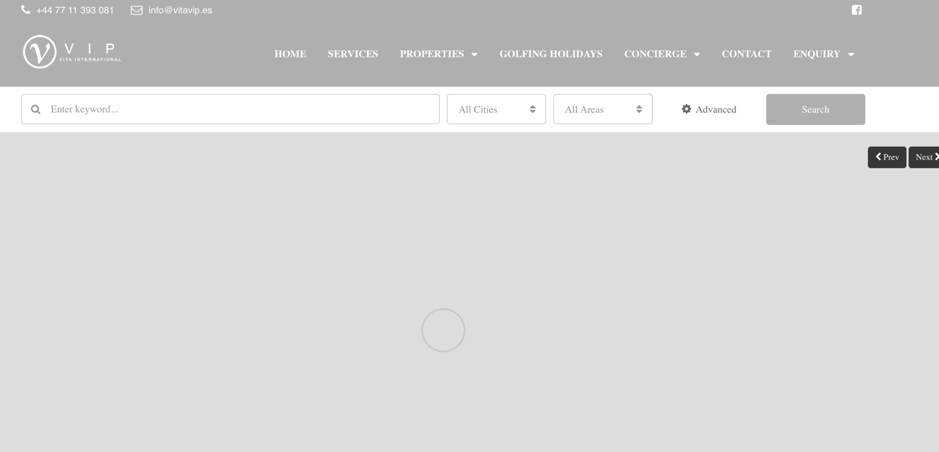 +44 77 11 393 081 info@vitavip.es
V I P
VITA INTERNATIONAL
HOME SERVICES PROPERTIES GOLFING HOLIDAYS CONCIERGE CONTACT ENQUIRY
Enter keyword... All Cities All Areas Advanced Search
Prev Next